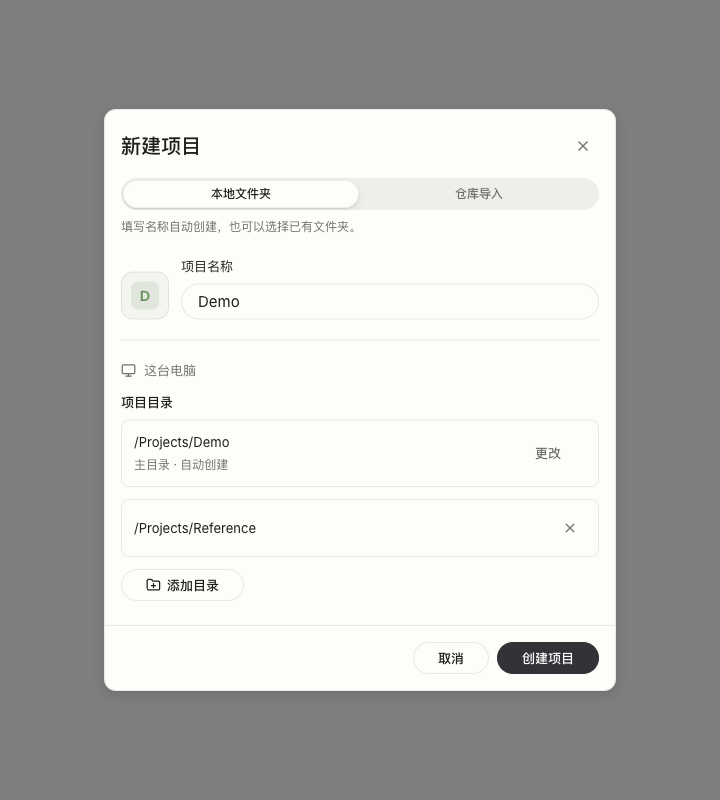 新建项目
本地文件夹
仓库导入
填写名称自动创建，也可以选择已有文件夹。
项目名称
D
Demo
这台电脑
项目目录
/Projects/Demo
主目录 · 自动创建
更改
/Projects/Reference
添加目录
取消
创建项目